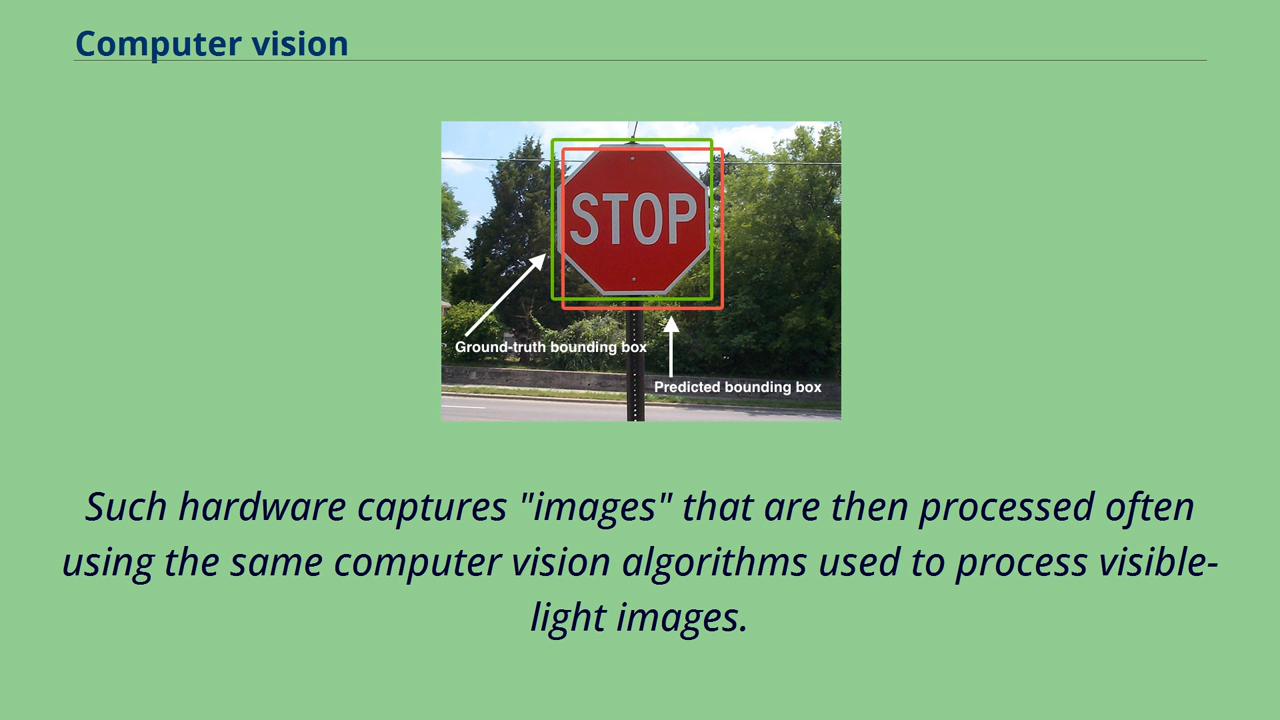 Computer vision
STOP
Ground-truth bounding box
Predicted bounding box
Such hardware captures "images" that are then processed often
using the same computer vision algorithms used to process visible-
light images.